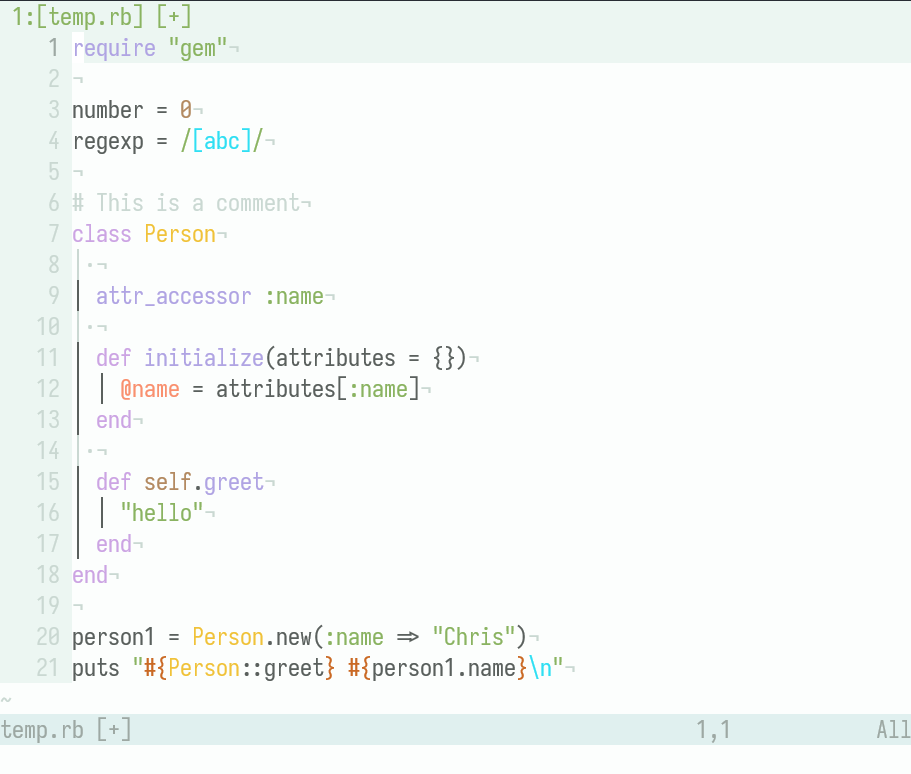 1:[temp.rb] [+]
1 require "gem"¬
2 ¬
3 number = 0¬
4 regexp = /[abc]/¬
5 ¬
6 # This is a comment¬
7 class Person¬
8 │·¬
9 │ attr_accessor :name¬
10 │·¬
11 │ def initialize(attributes = {})¬
12 │ │ @name = attributes[:name]¬
13 │ end¬
14 │·¬
15 │ def self.greet¬
16 │ │ "hello"¬
17 │ end¬
18 end¬
19 ¬
20 person1 = Person.new(:name => "Chris")¬
21 puts "#{Person::greet} #{person1.name}\n"¬
~
temp.rb [+] 1,1 All